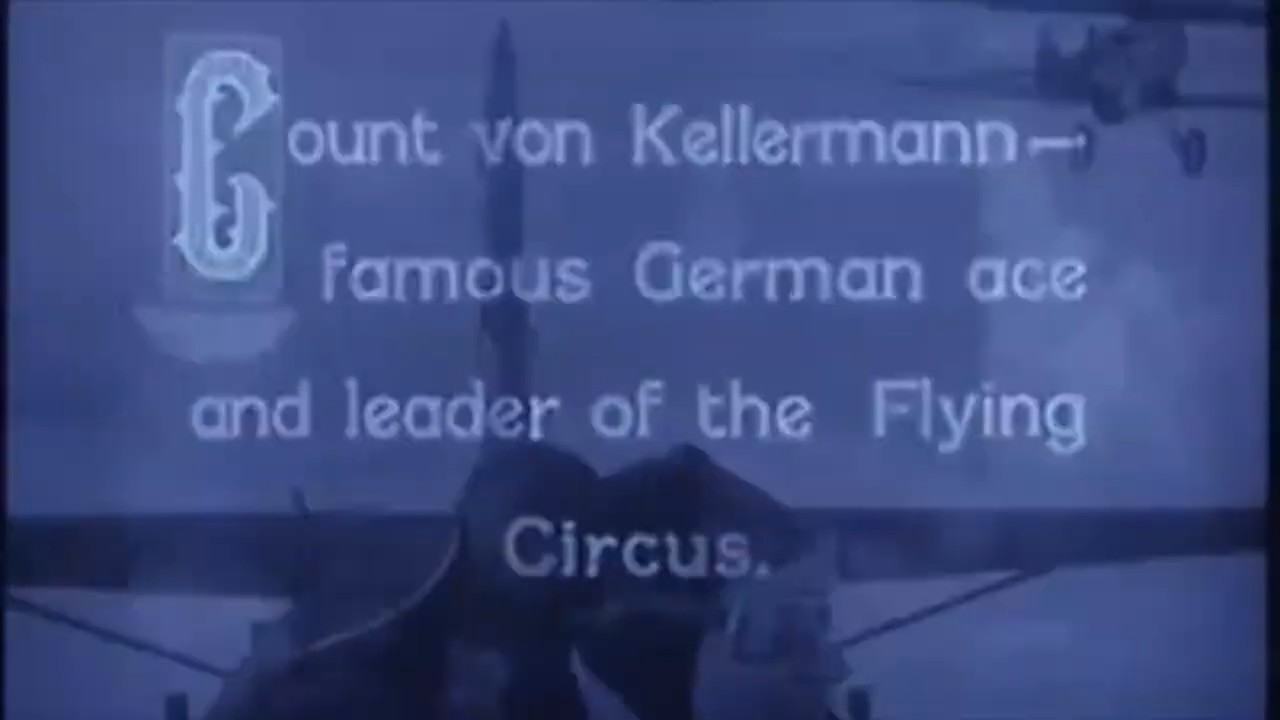 Count von Kellermann—
famous German ace
and leader of the Flying
Circus.